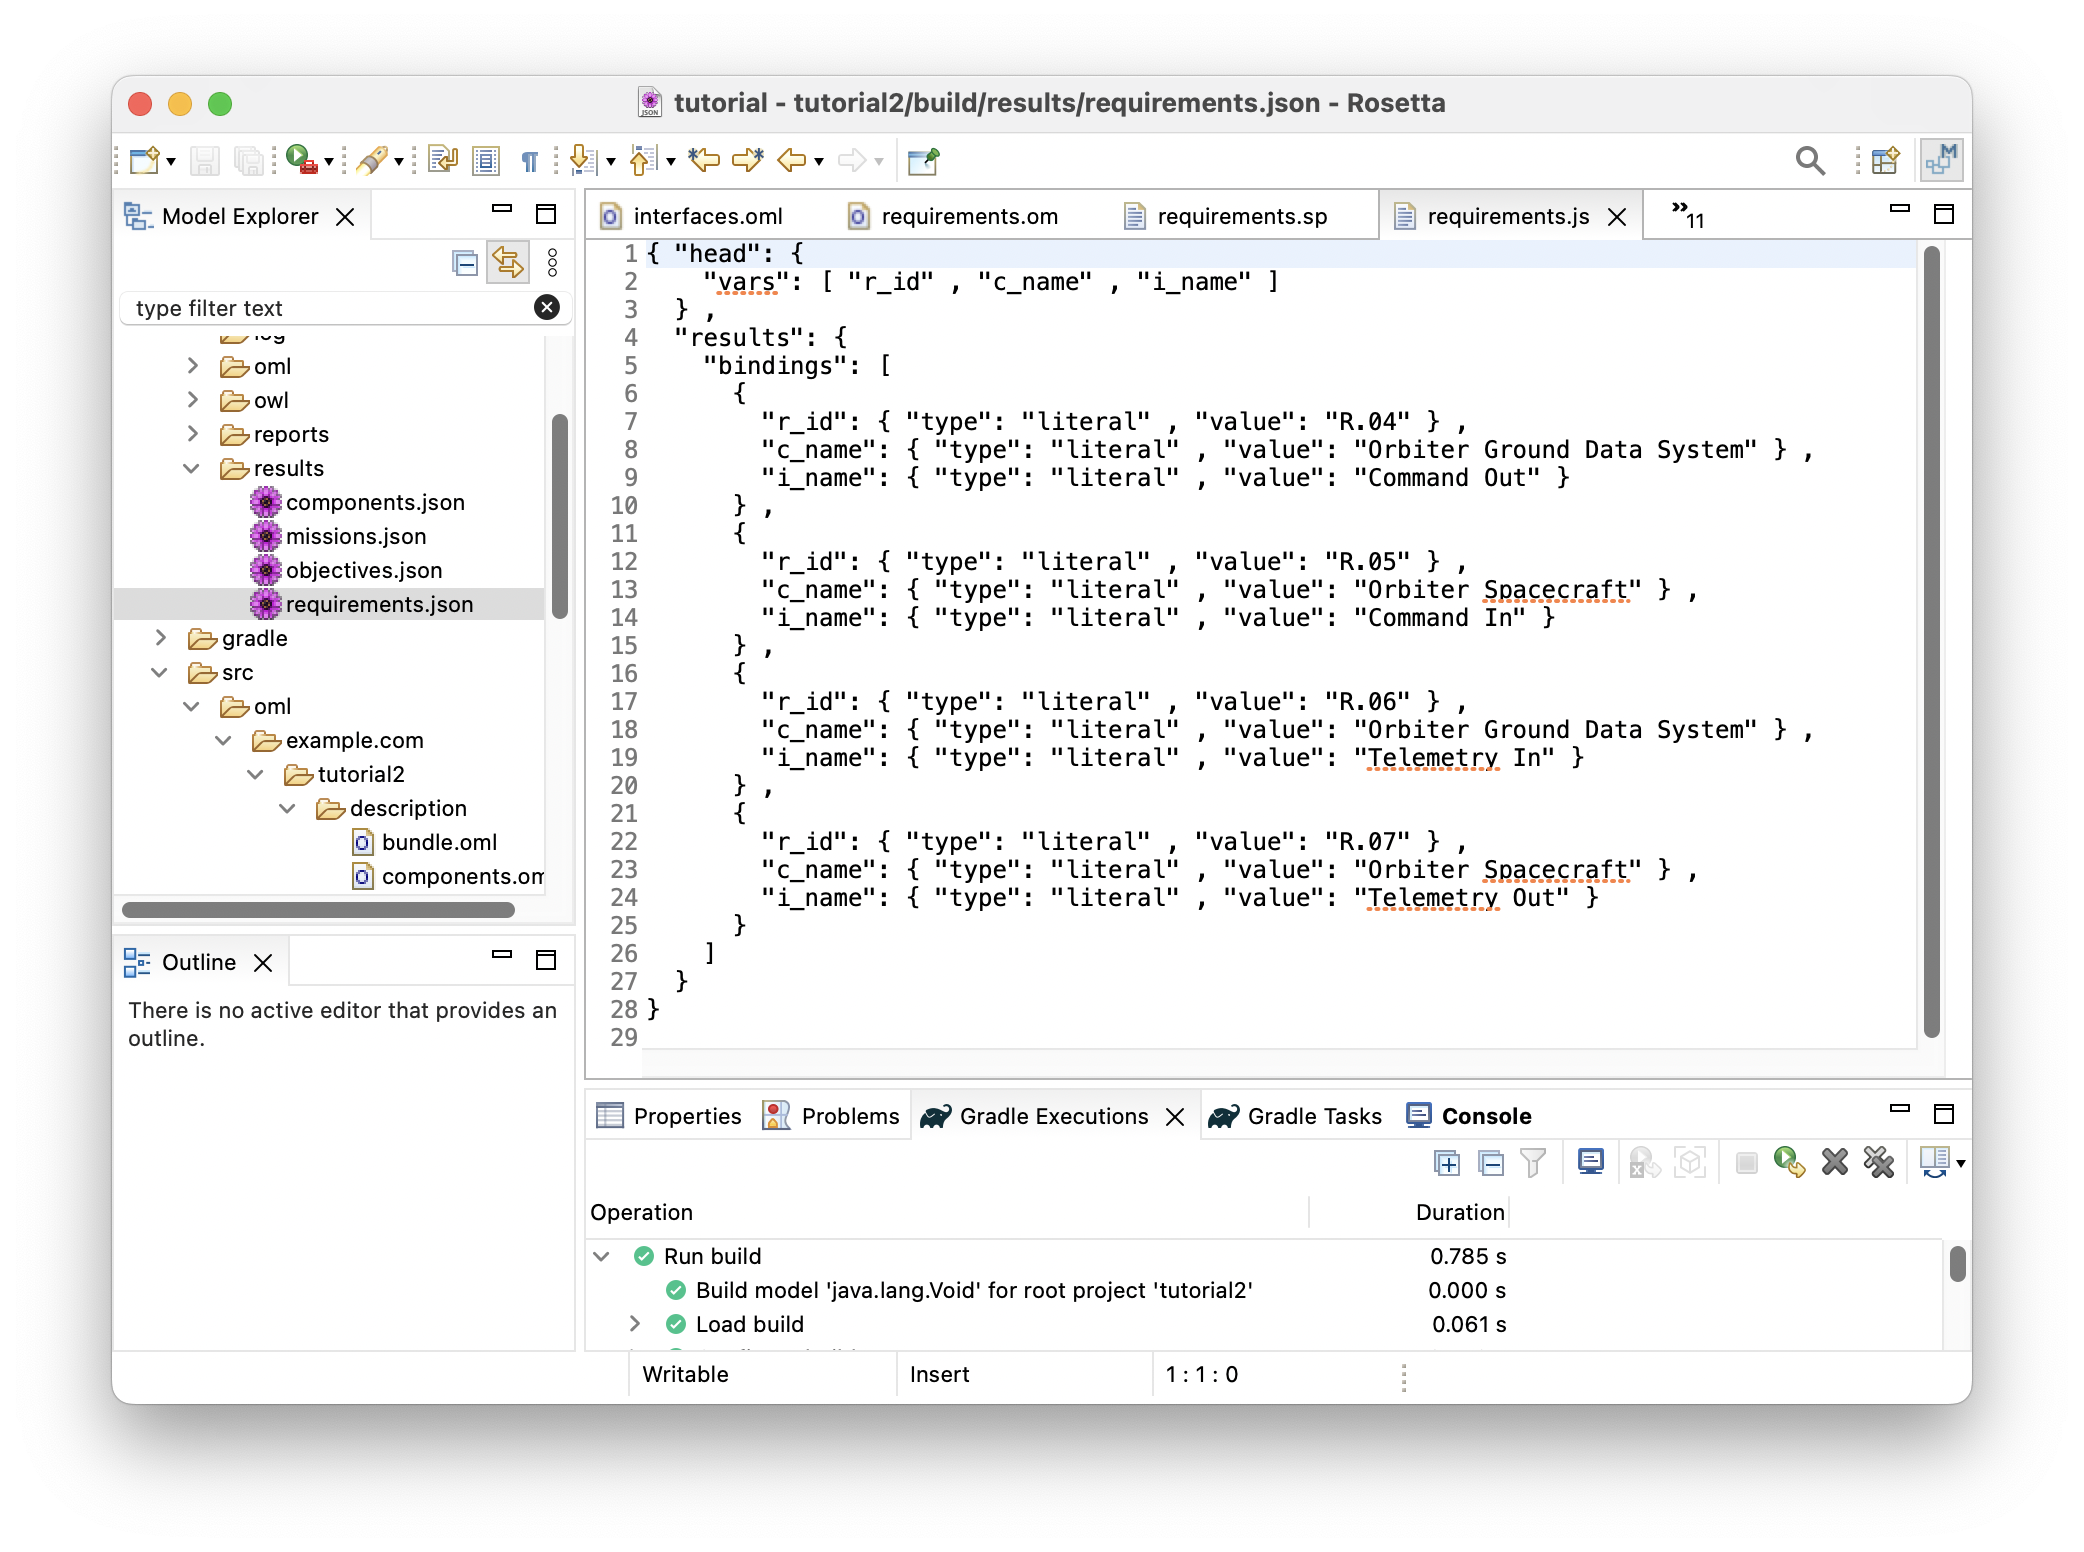 tutorial - tutorial2/build/results/requirements.json - Rosetta
Model Explorer
type filter text
log
oml
owl
reports
results
components.json
missions.json
objectives.json
requirements.json
gradle
src
oml
example.com
tutorial2
description
bundle.oml
components.om
Outline
There is no active editor that provides an
outline.
interfaces.oml requirements.om requirements.sp requirements.js »11
1 { "head": {
2 "vars": [ "r_id" , "c_name" , "i_name" ]
3 } ,
4 "results": {
5 "bindings": [
6 {
7 "r_id": { "type": "literal" , "value": "R.04" } ,
8 "c_name": { "type": "literal" , "value": "Orbiter Ground Data System" } ,
9 "i_name": { "type": "literal" , "value": "Command Out" }
10 } ,
11 {
12 "r_id": { "type": "literal" , "value": "R.05" } ,
13 "c_name": { "type": "literal" , "value": "Orbiter Spacecraft" } ,
14 "i_name": { "type": "literal" , "value": "Command In" }
15 } ,
16 {
17 "r_id": { "type": "literal" , "value": "R.06" } ,
18 "c_name": { "type": "literal" , "value": "Orbiter Ground Data System" } ,
19 "i_name": { "type": "literal" , "value": "Telemetry In" }
20 } ,
21 {
22 "r_id": { "type": "literal" , "value": "R.07" } ,
23 "c_name": { "type": "literal" , "value": "Orbiter Spacecraft" } ,
24 "i_name": { "type": "literal" , "value": "Telemetry Out" }
25 }
26 ]
27 }
28 }
29
Properties Problems Gradle Executions Gradle Tasks Console
Operation Duration
Run build 0.785 s
Build model 'java.lang.Void' for root project 'tutorial2' 0.000 s
Load build 0.061 s
Writable Insert 1 : 1 : 0